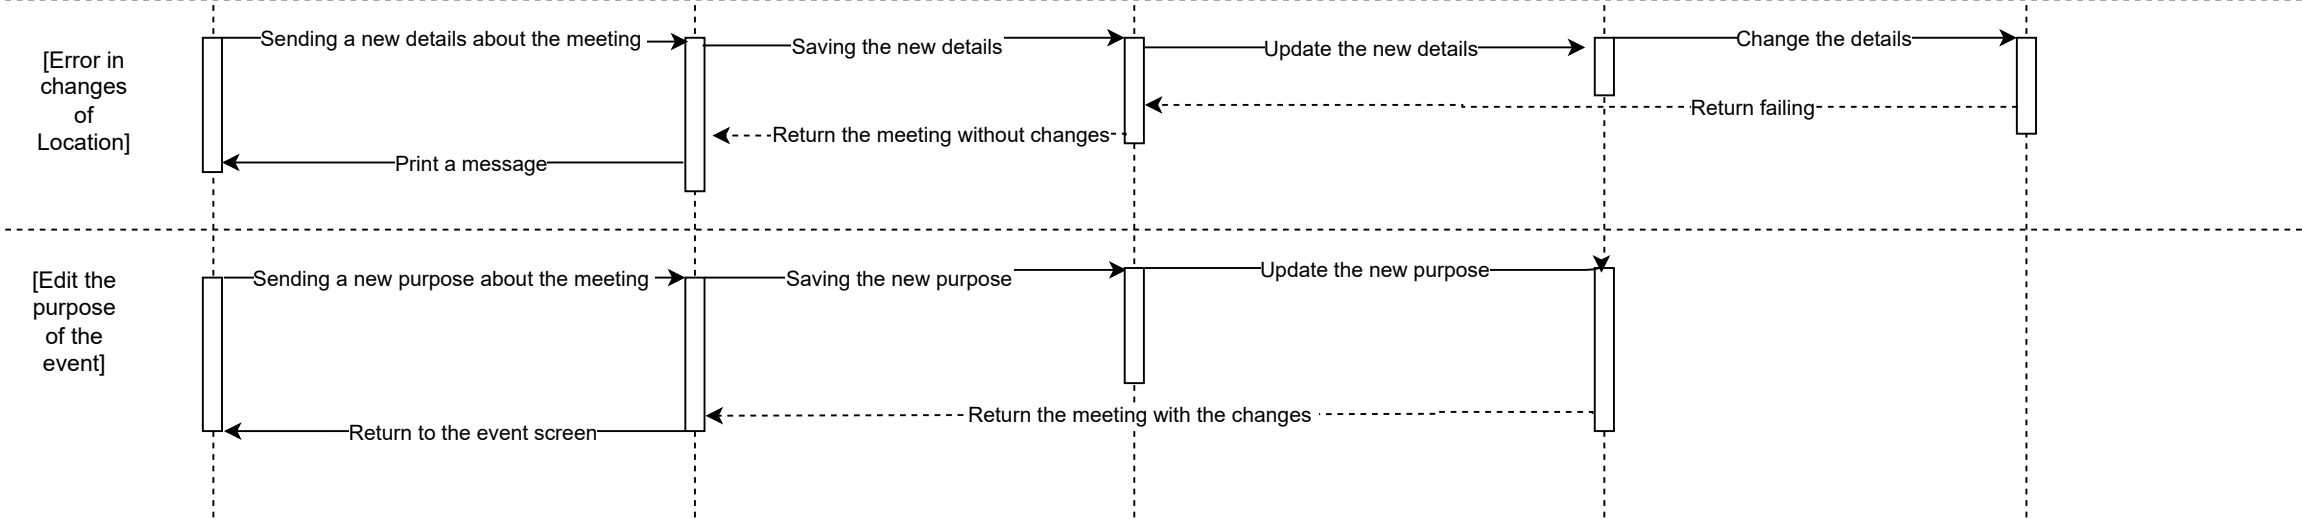 [Error in
changes
of
Location]
Sending a new details about the meeting
Saving the new details
Update the new details
Change the details
Return failing
Return the meeting without changes
Print a message
[Edit the
purpose
of the
event]
Sending a new purpose about the meeting
Saving the new purpose
Update the new purpose
Return the meeting with the changes
Return to the event screen